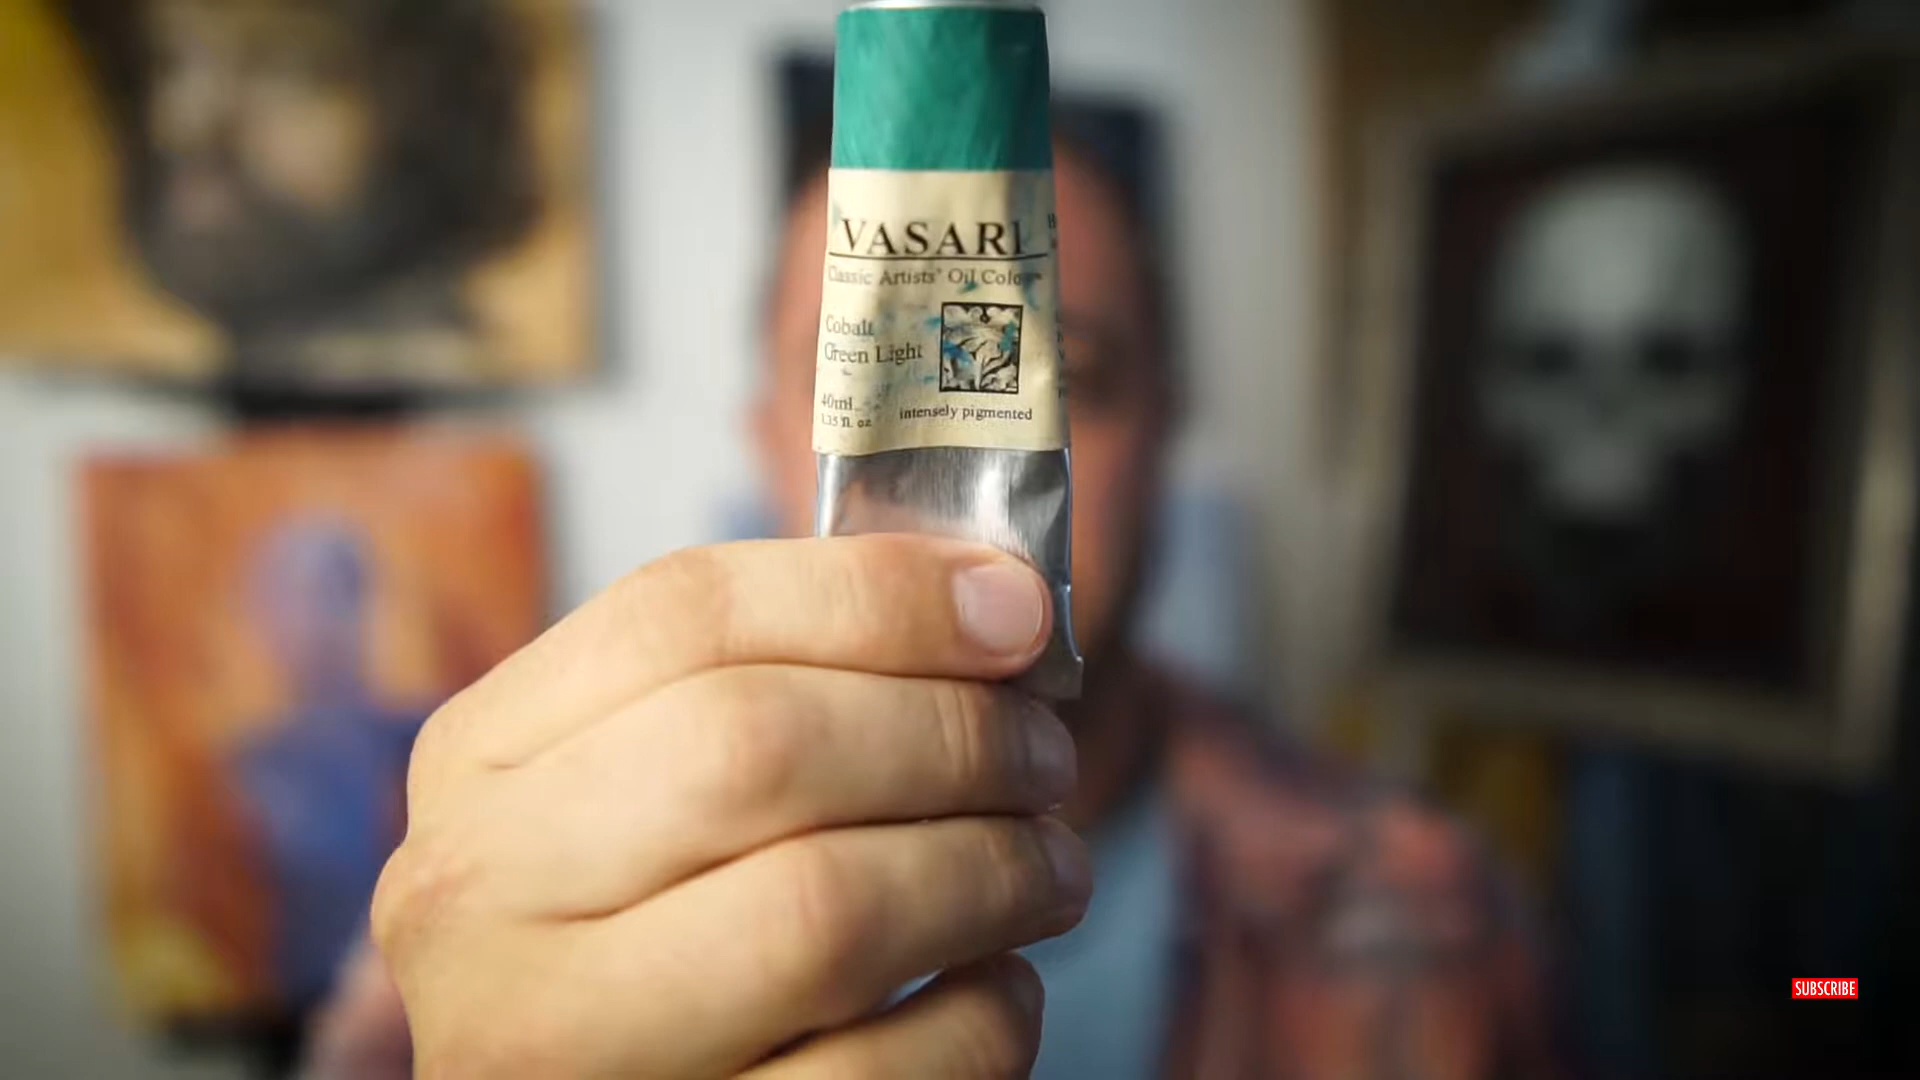 VASARI
Classic Artists' Oil Colors
Cobalt
Green Light
40ml
1.35 fl. oz
intensely pigmented
SUBSCRIBE